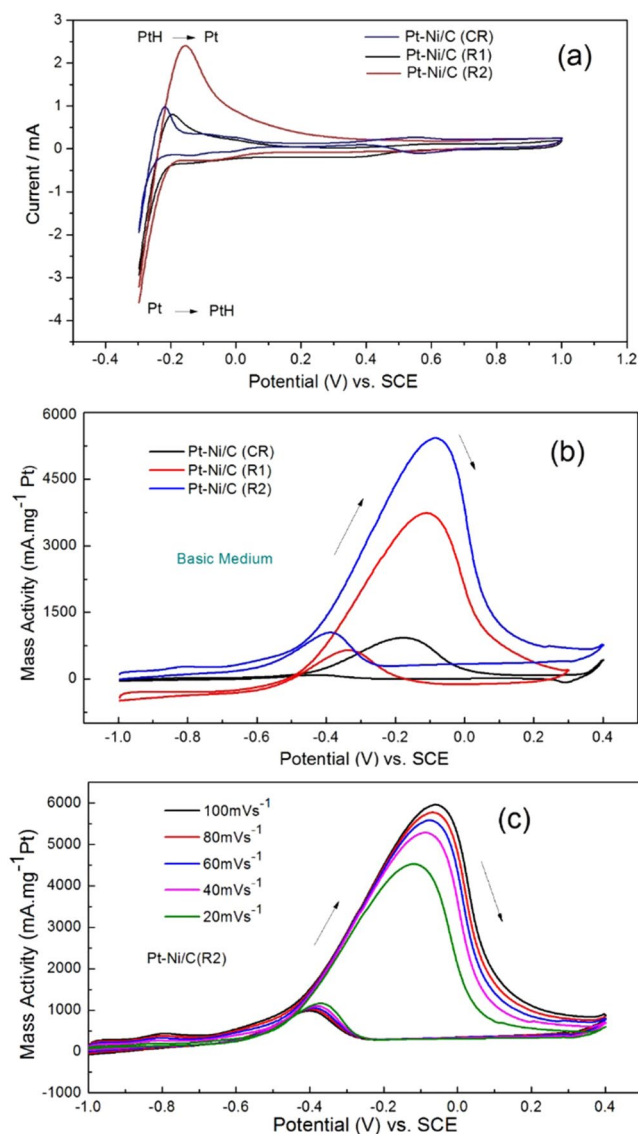 PtH → Pt
Pt-Ni/C (CR)
Pt-Ni/C (R1)
Pt-Ni/C (R2)
(a)
3
2
1
0
-1
-2
-3
-4
Current / mA
Pt → PtH
-0.4 -0.2 0.0 0.2 0.4 0.6 0.8 1.0 1.2
Potential (V) vs. SCE
(b)
Pt-Ni/C (CR)
Pt-Ni/C (R1)
Pt-Ni/C (R2)
Basic Medium
6000
4500
3000
1500
0
Mass Activity (mA.mg⁻¹ Pt)
-1.0 -0.8 -0.6 -0.4 -0.2 0.0 0.2 0.4
Potential (V) vs. SCE
(c)
100mVs⁻¹
80mVs⁻¹
60mVs⁻¹
40mVs⁻¹
20mVs⁻¹
Pt-Ni/C(R2)
6000
5000
4000
3000
2000
1000
0
-1000
Mass Activity (mA.mg⁻¹Pt)
-1.0 -0.8 -0.6 -0.4 -0.2 0.0 0.2 0.4
Potential (V) vs. SCE